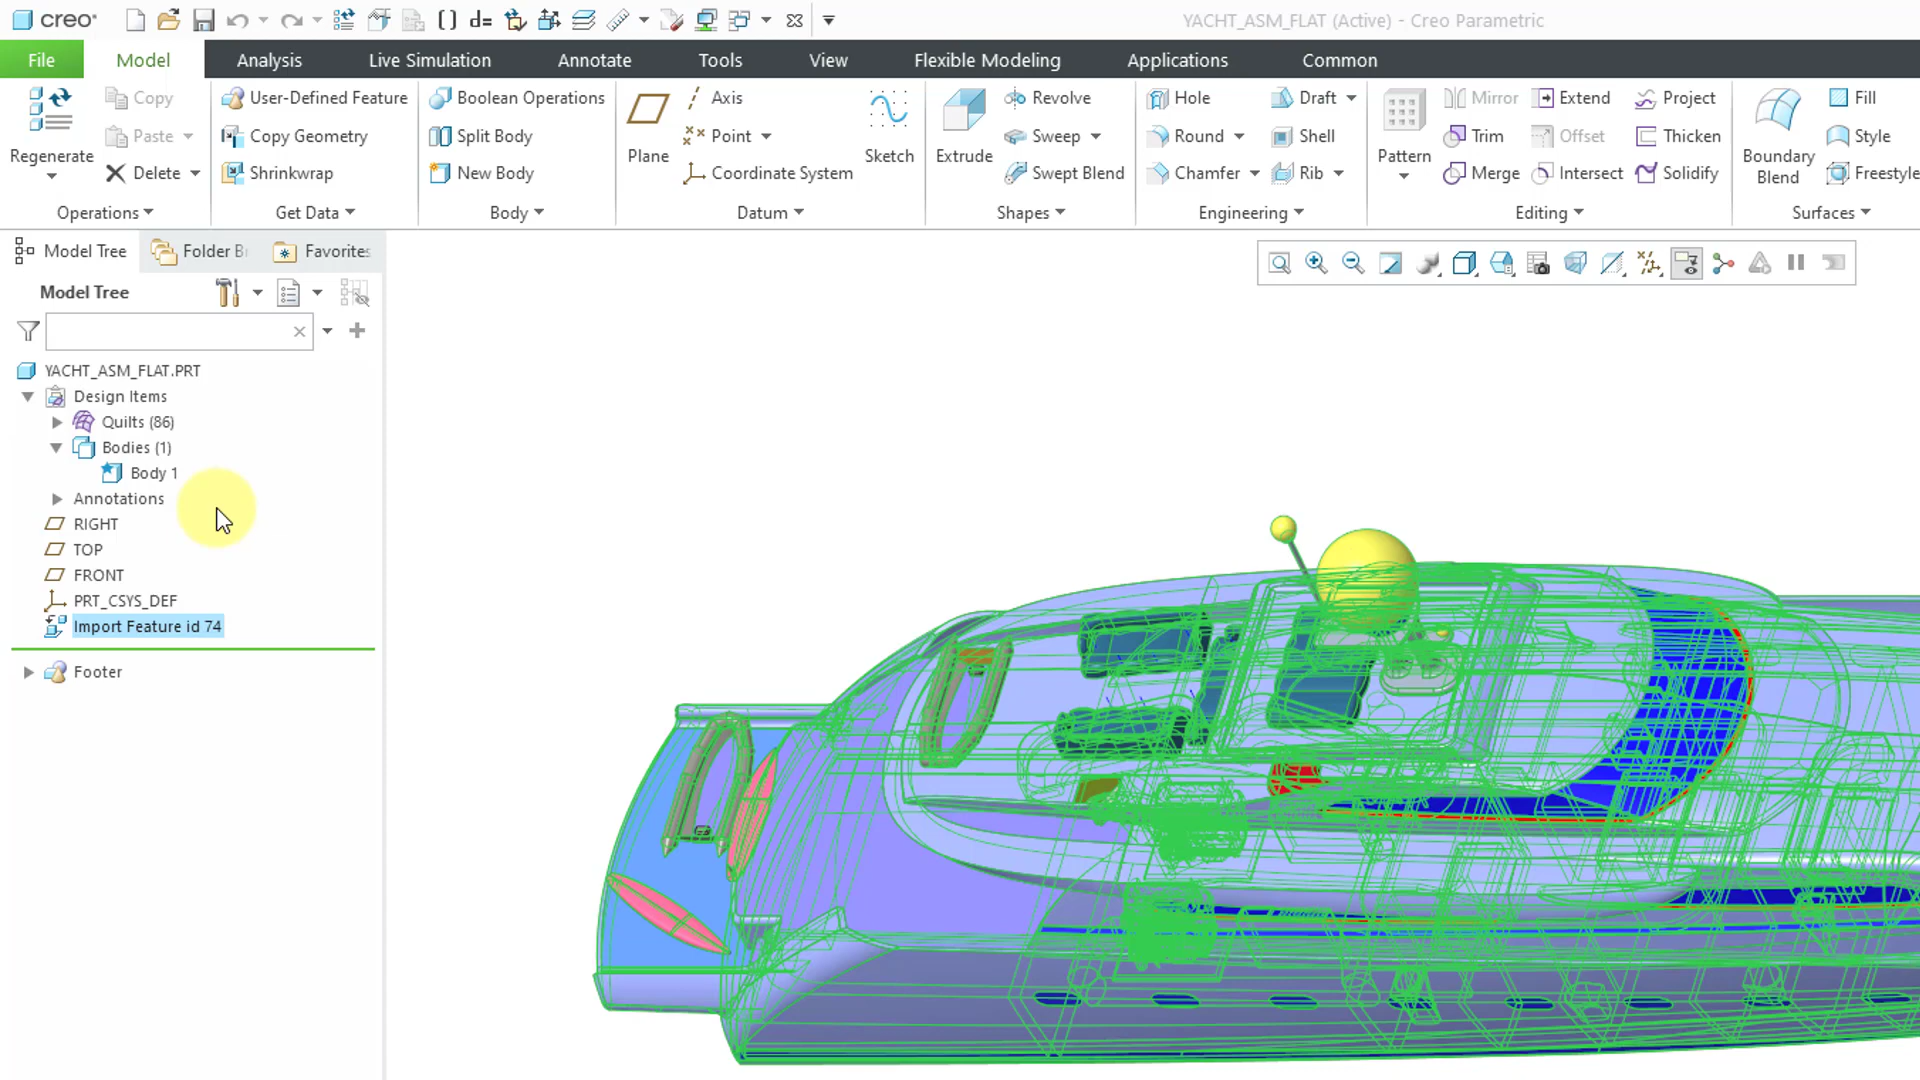 creo
d=
YACHT_ASM_FLAT (Active) - Creo Parametric
File
Model
Analysis
Live Simulation
Annotate
Tools
View
Flexible Modeling
Applications
Common
Regenerate
Copy
Paste
Delete
Operations
User-Defined Feature
Copy Geometry
Shrinkwrap
Get Data
Boolean Operations
Split Body
New Body
Body
Plane
Axis
Point
Coordinate System
Sketch
Datum
Extrude
Revolve
Sweep
Swept Blend
Shapes
Hole
Round
Chamfer
Draft
Shell
Rib
Engineering
Pattern
Mirror
Trim
Merge
Extend
Offset
Intersect
Project
Thicken
Solidify
Editing
Boundary
Blend
Fill
Style
Freestyle
Surfaces
Model Tree
Folder B
Favorites
Model Tree
YACHT_ASM_FLAT.PRT
Design Items
Quilts (86)
Bodies (1)
Body 1
Annotations
RIGHT
TOP
FRONT
PRT_CSYS_DEF
Import Feature id 74
Footer